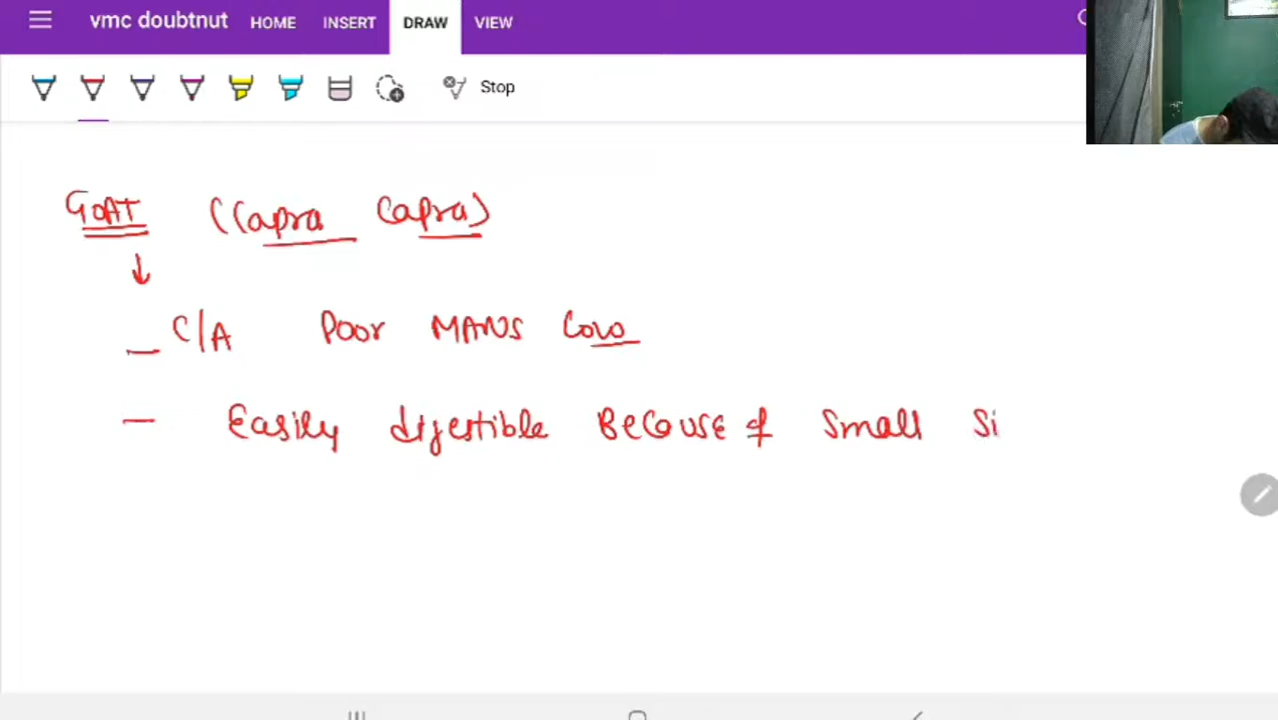 vmc doubtnut HOME INSERT DRAW VIEW
Stop
GOAT (Capra Capra)
C/A Poor MANS Cow
Easily digestible Because of Small Si